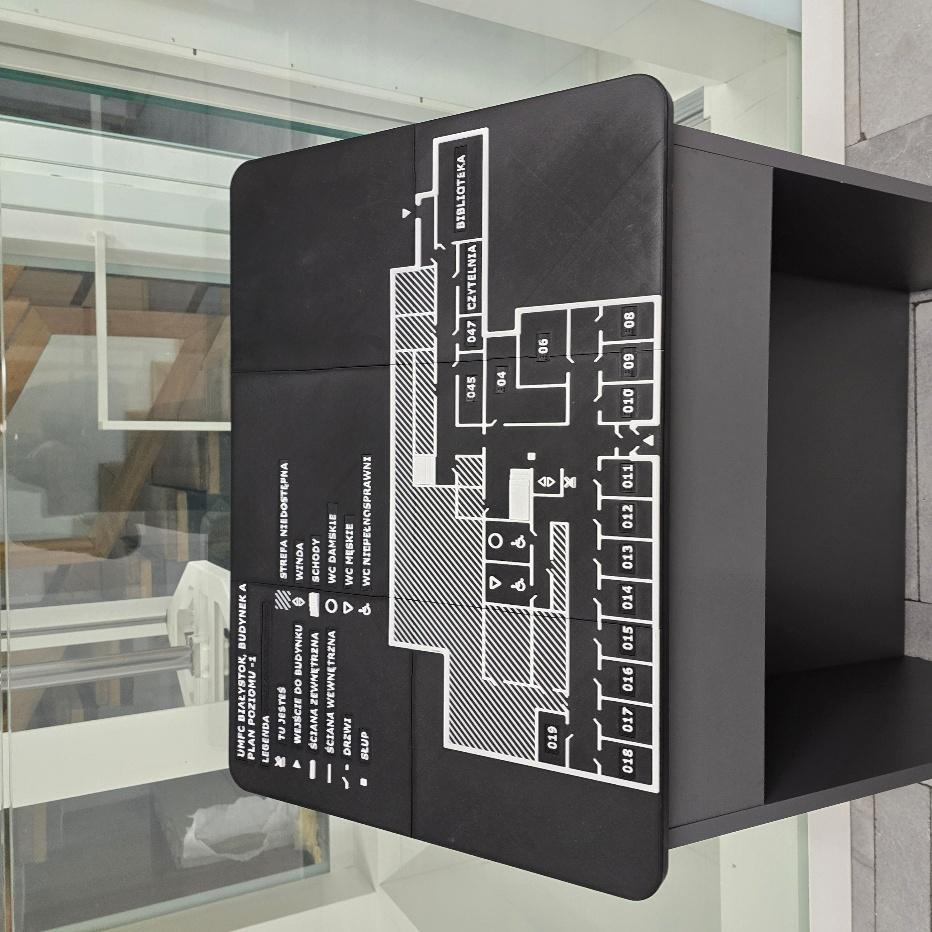 UMFC BIAŁYSTOK, BUDYNEK A
PLAN POZIOMU -1
LEGENDA
TU JESTEŚ
WEJŚCIE DO BUDYNKU
ŚCIANA ZEWNĘTRZNA
ŚCIANA WEWNĘTRZNA
DRZWI
SŁUP
STREFA NIEDOSTĘPNA
WINDA
SCHODY
WC DAMSKIE
WC MĘSKIE
WC NIEPEŁNOSPRAWNI
BIBLIOTEKA
045 047 CZYTELNIA
04
06
019
018 017 016 015 014 013 012 011 010 09 08